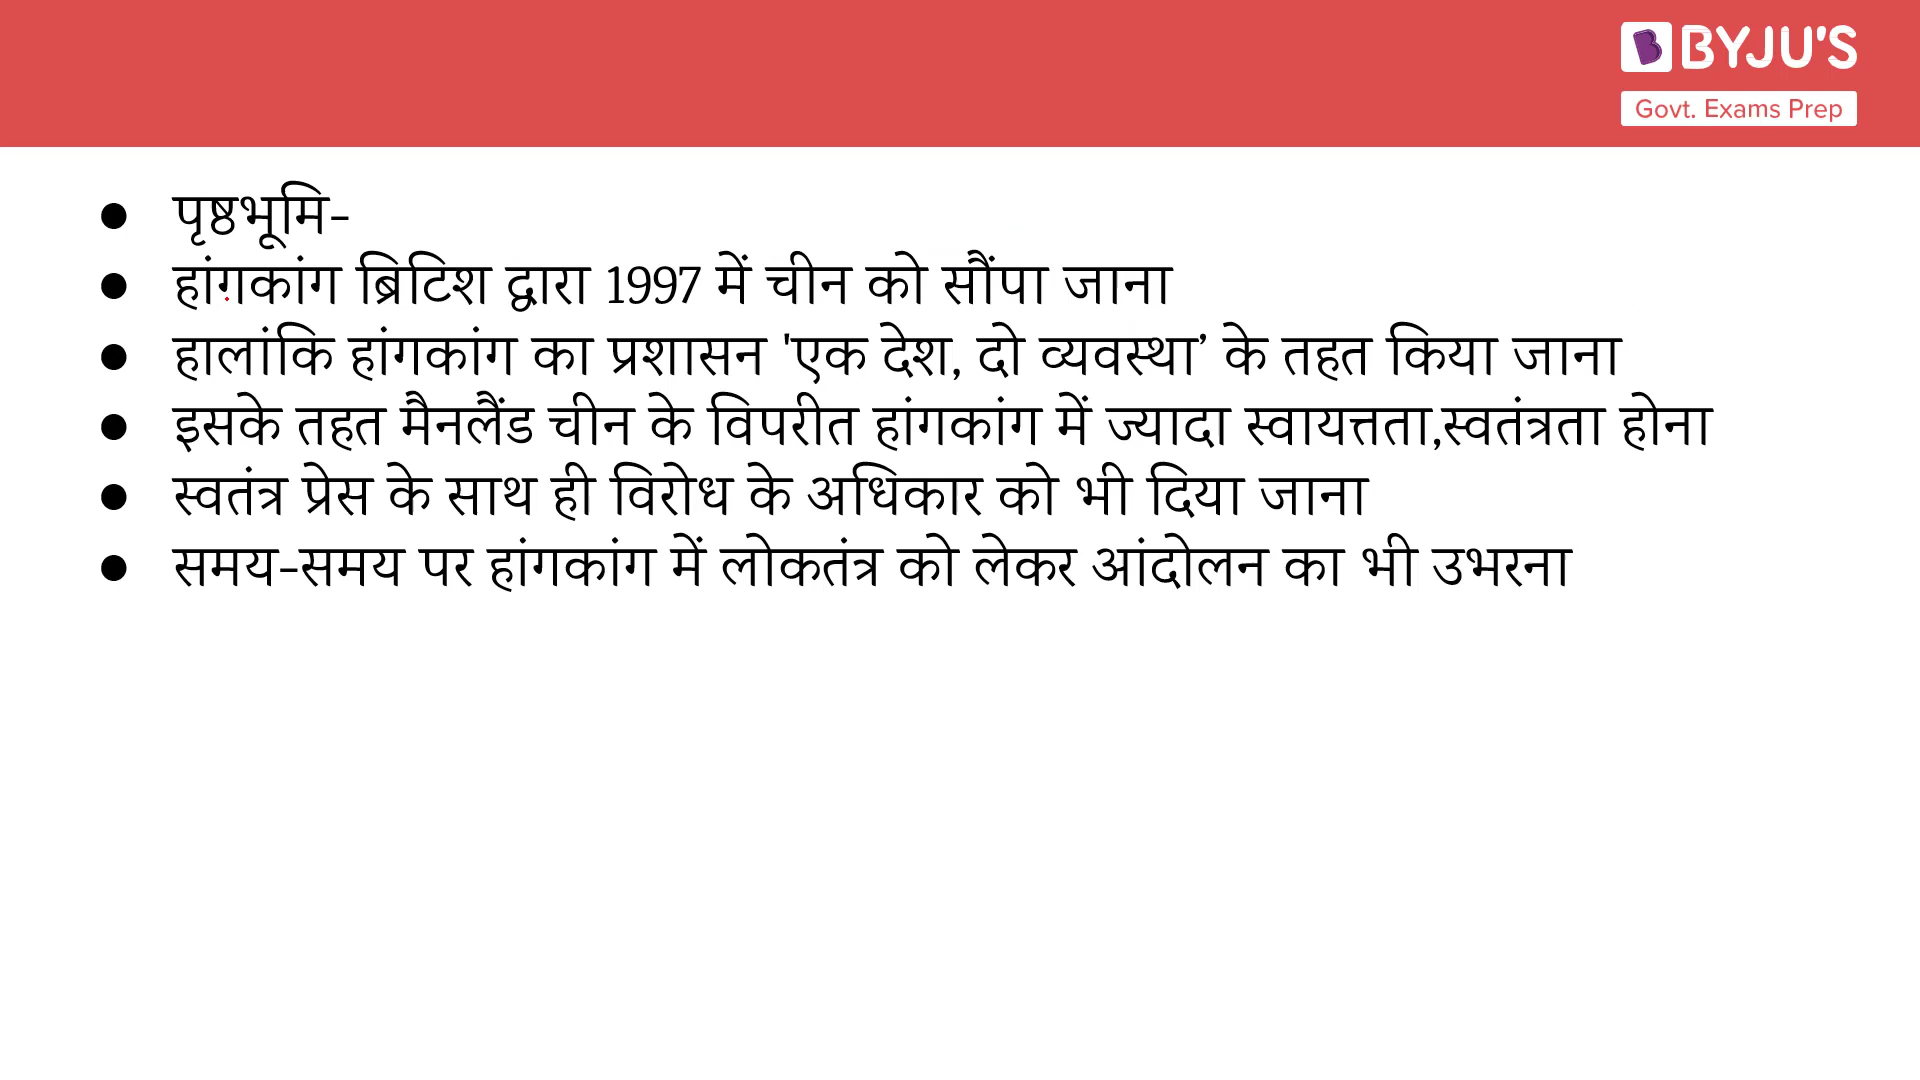 BYJU'S
Govt. Exams Prep
● पृष्ठभूमि-
● हांगकांग ब्रिटिश द्वारा 1997 में चीन को सौंपा जाना
● हालांकि हांगकांग का प्रशासन 'एक देश, दो व्यवस्था’ के तहत किया जाना
● इसके तहत मैनलैंड चीन के विपरीत हांगकांग में ज्यादा स्वायत्तता,स्वतंत्रता होना
● स्वतंत्र प्रेस के साथ ही विरोध के अधिकार को भी दिया जाना
● समय-समय पर हांगकांग में लोकतंत्र को लेकर आंदोलन का भी उभरना